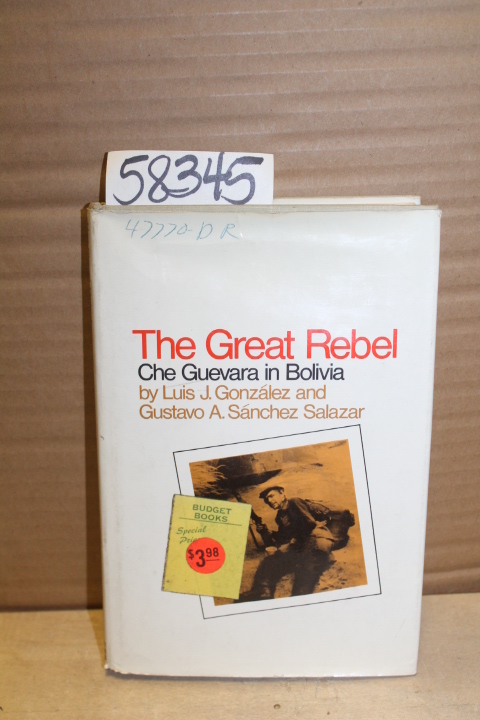 58345
47770-D R
The Great Rebel
Che Guevara in Bolivia
by Luis J. González and
Gustavo A. Sánchez Salazar
BUDGET
BOOKS
Special
$3.98